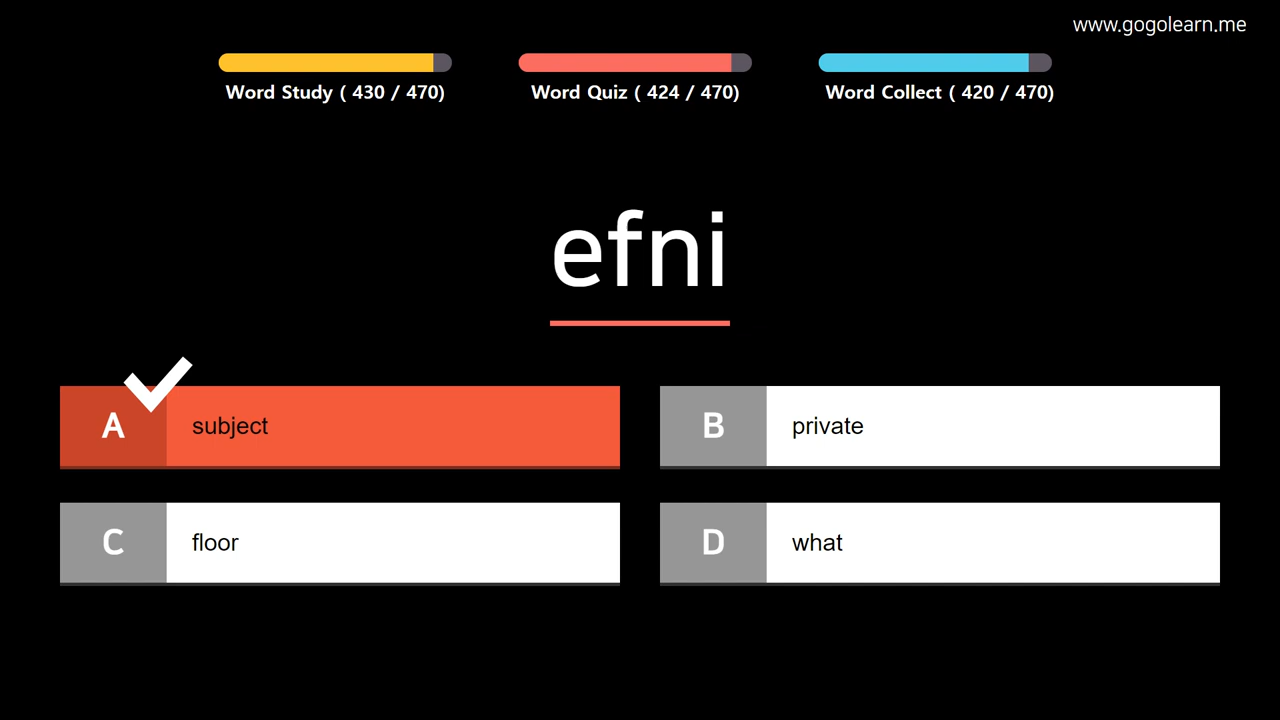 www.gogolearn.me
Word Study ( 430 / 470)
Word Quiz ( 424 / 470)
Word Collect ( 420 / 470)
efni
A subject
B private
C floor
D what